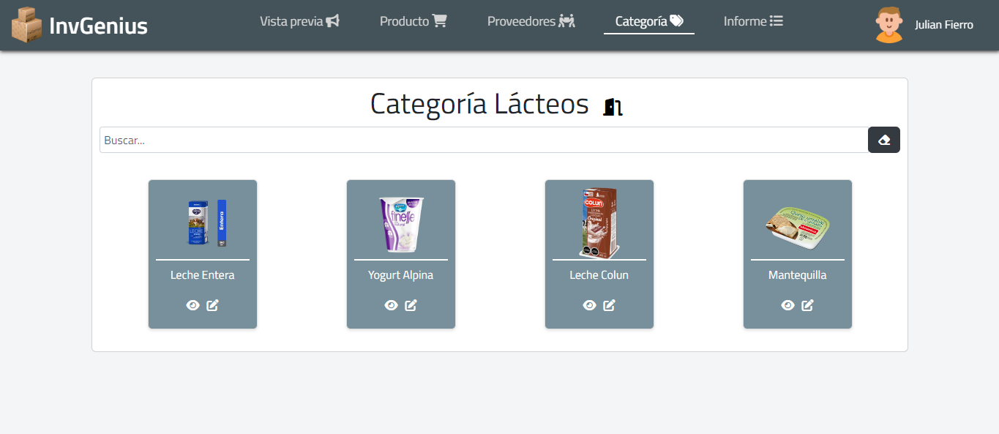 InvGenius
Vista previa
Producto
Proveedores
Categoría
Informe
Julian Fierro
Categoría Lácteos
Buscar...
LECHE
Entera
finesse
COLUN
LECHE
Original
Leche Entera
Yogurt Alpina
Leche Colun
Mantequilla